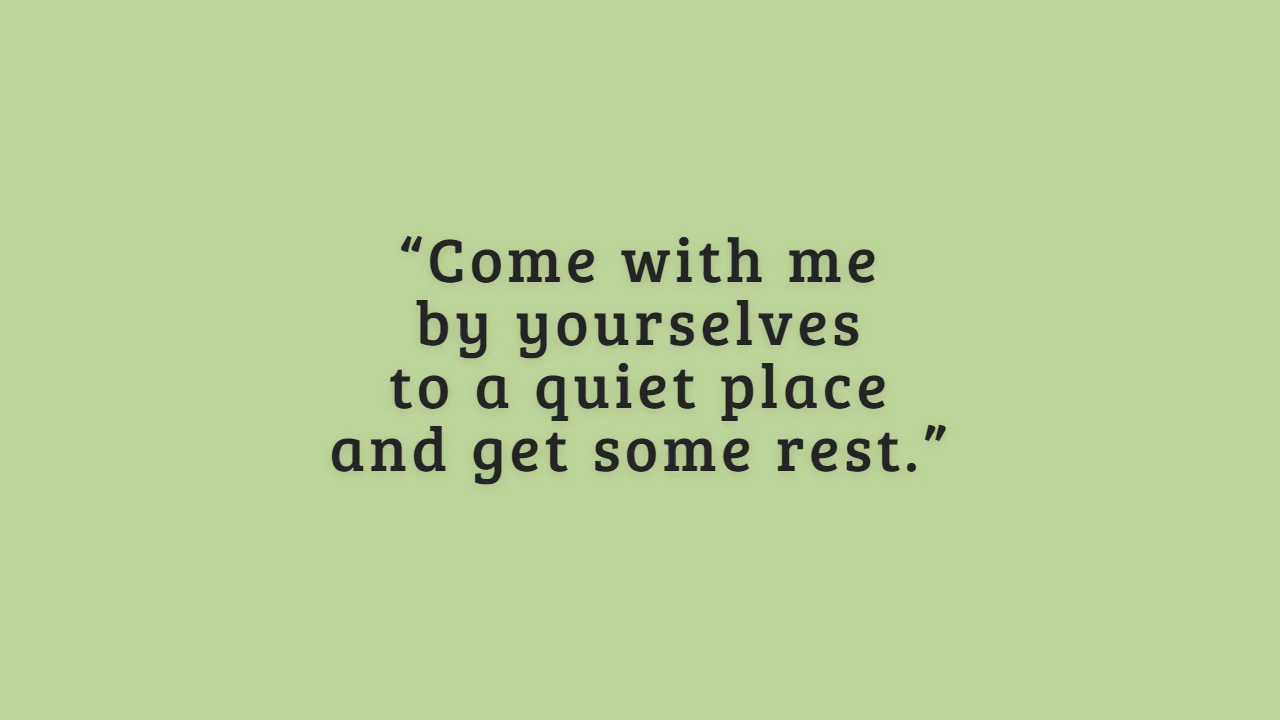 “Come with me
by yourselves
to a quiet place
and get some rest.”